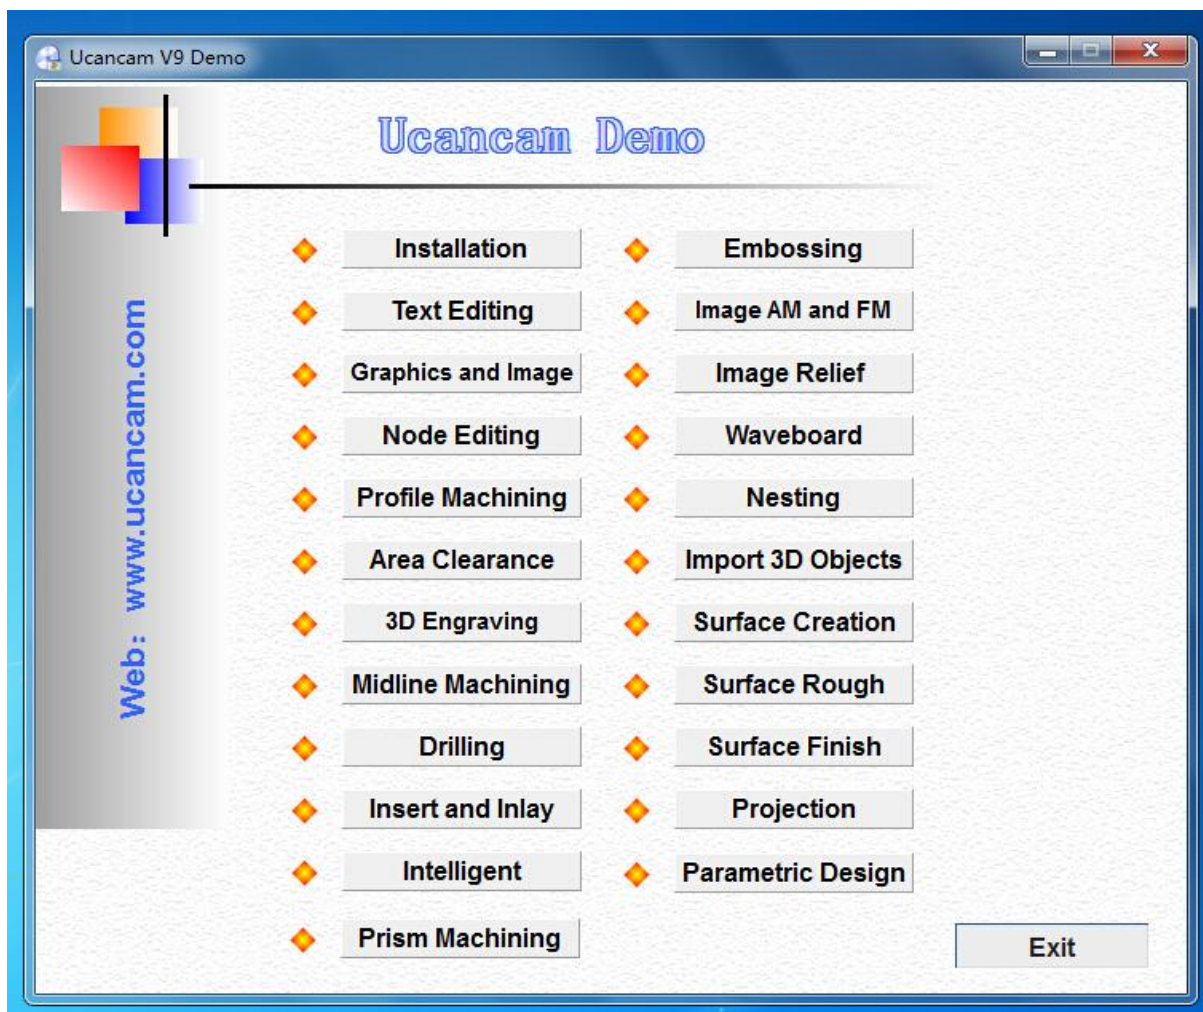 Ucancam V9 Demo
Ucancam Demo
Web: www.ucancam.com
Installation
Text Editing
Graphics and Image
Node Editing
Profile Machining
Area Clearance
3D Engraving
Midline Machining
Drilling
Insert and Inlay
Intelligent
Prism Machining
Embossing
Image AM and FM
Image Relief
Waveboard
Nesting
Import 3D Objects
Surface Creation
Surface Rough
Surface Finish
Projection
Parametric Design
Exit